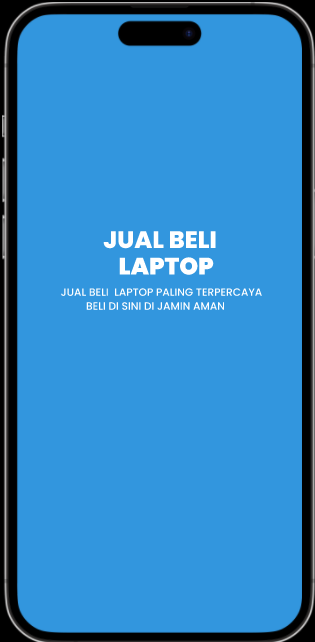 JUAL BELI
LAPTOP
JUAL BELI LAPTOP PALING TERPERCAYA
BELI DI SINI DI JAMIN AMAN